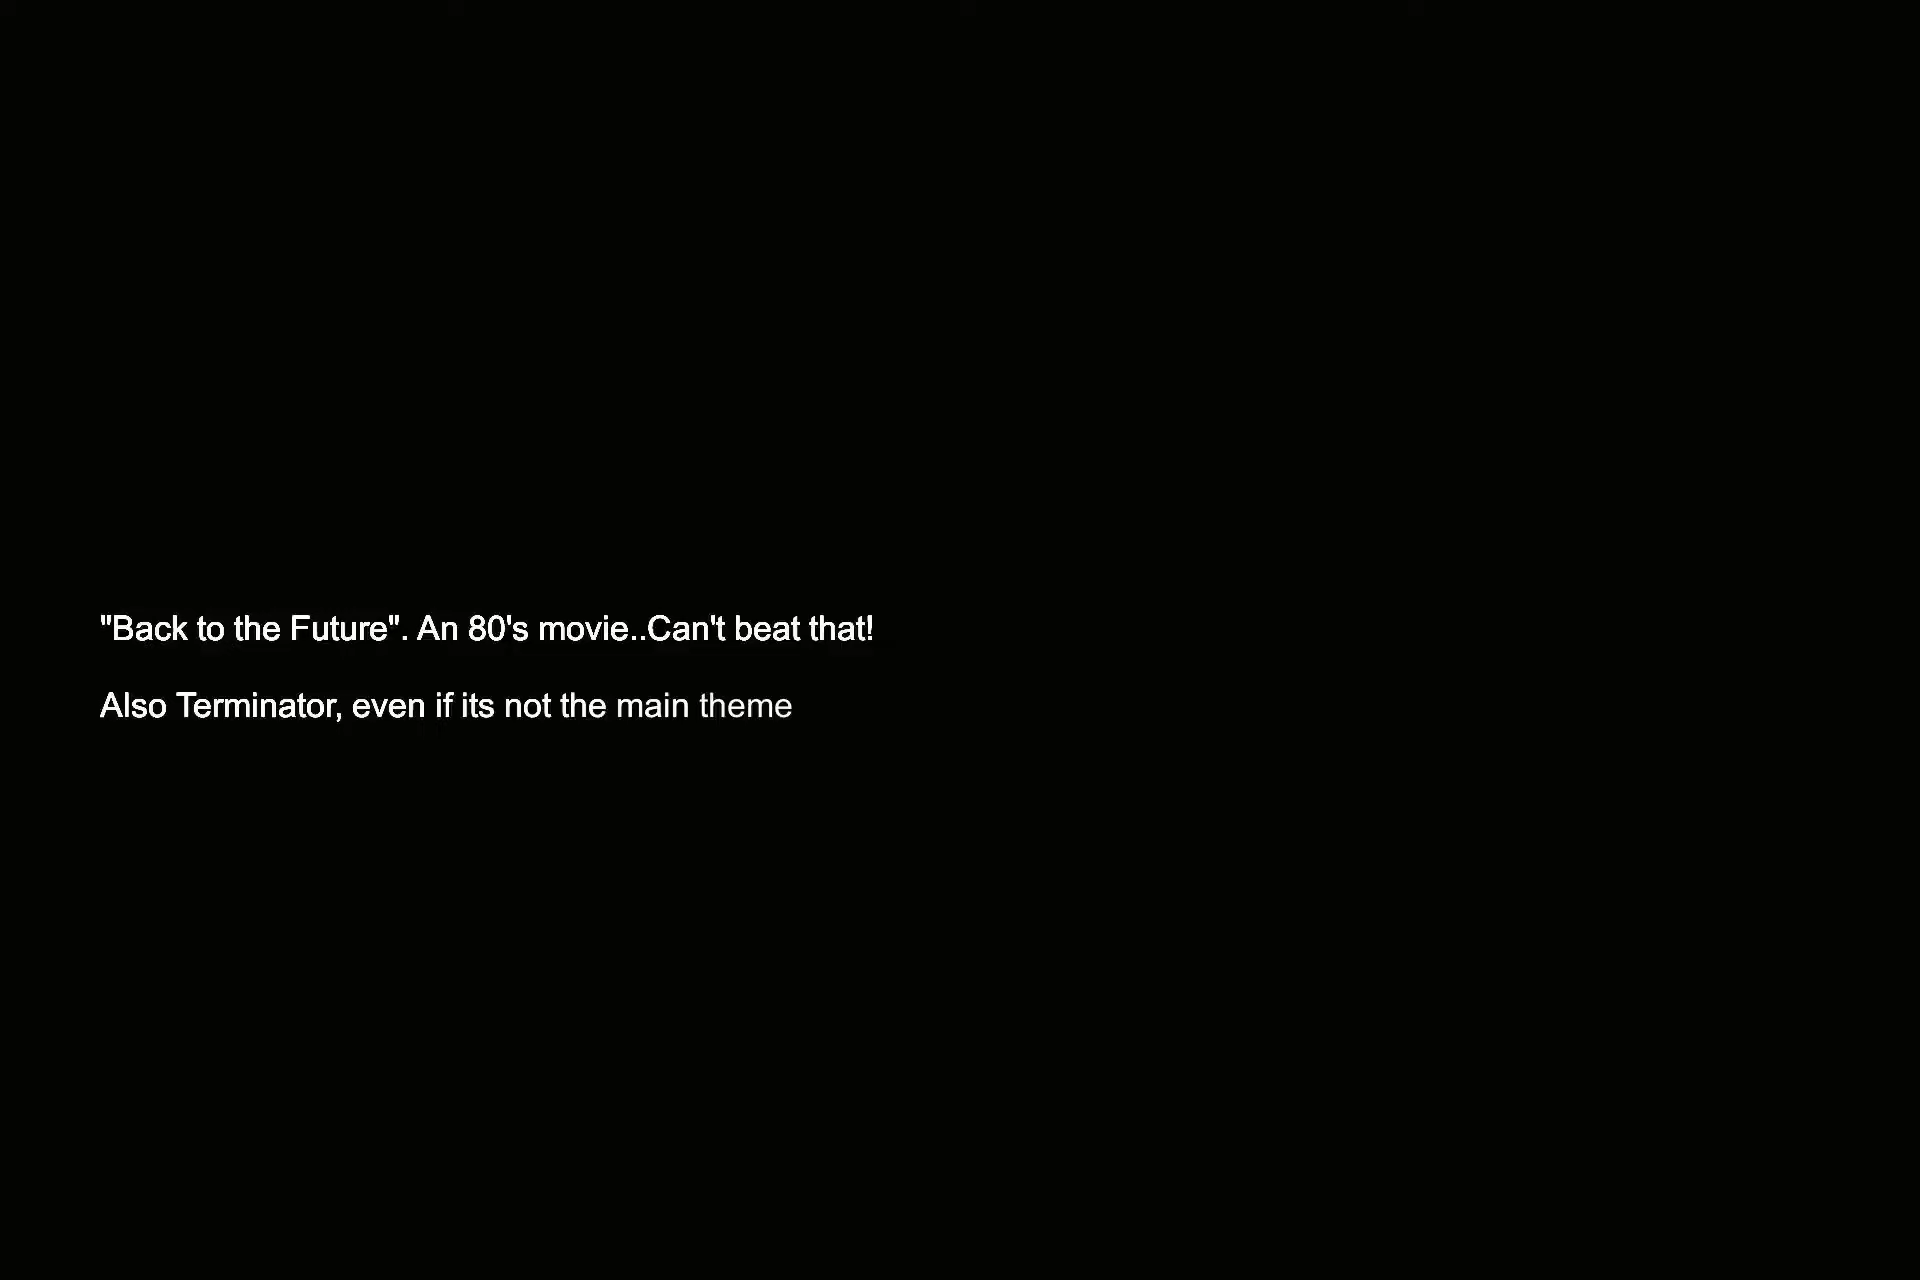 "Back to the Future". An 80's movie..Can't beat that!
Also Terminator, even if its not the main theme